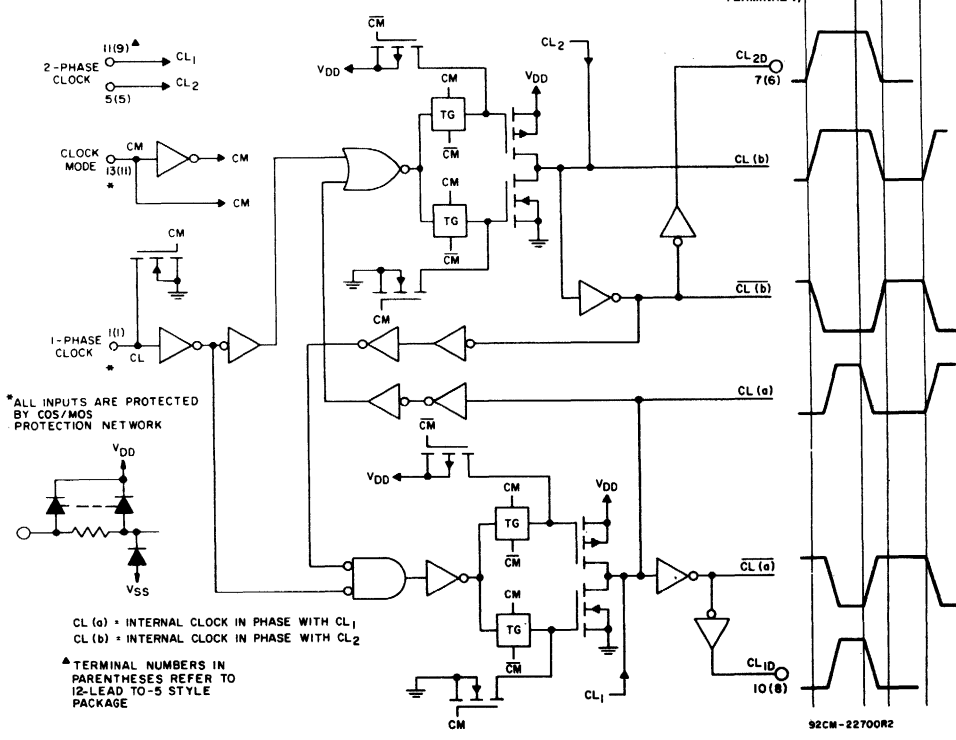 CM
11(9) ▲
CL1
2-PHASE
CLOCK
CL2
5(5)
CLOCK
MODE
CM
CM
13(11)
*
CM
CM
1-PHASE
CLOCK
1(1)
CL
*
*ALL INPUTS ARE PROTECTED
BY COS/MOS
PROTECTION NETWORK
VDD
VSS
CL (a) = INTERNAL CLOCK IN PHASE WITH CL1
CL (b) = INTERNAL CLOCK IN PHASE WITH CL2
▲ TERMINAL NUMBERS IN
PARENTHESES REFER TO
12-LEAD TO-5 STYLE
PACKAGE
VDD
CM
TG
CM
CM
TG
CM
CM
CL2
VDD
CL2D
7(6)
CL (b)
CL (b)
CL (a)
CM
VDD
CM
TG
CM
CM
TG
CM
CM
VDD
CL1
CL (a)
CL1D
10(8)
92CM-22700R2